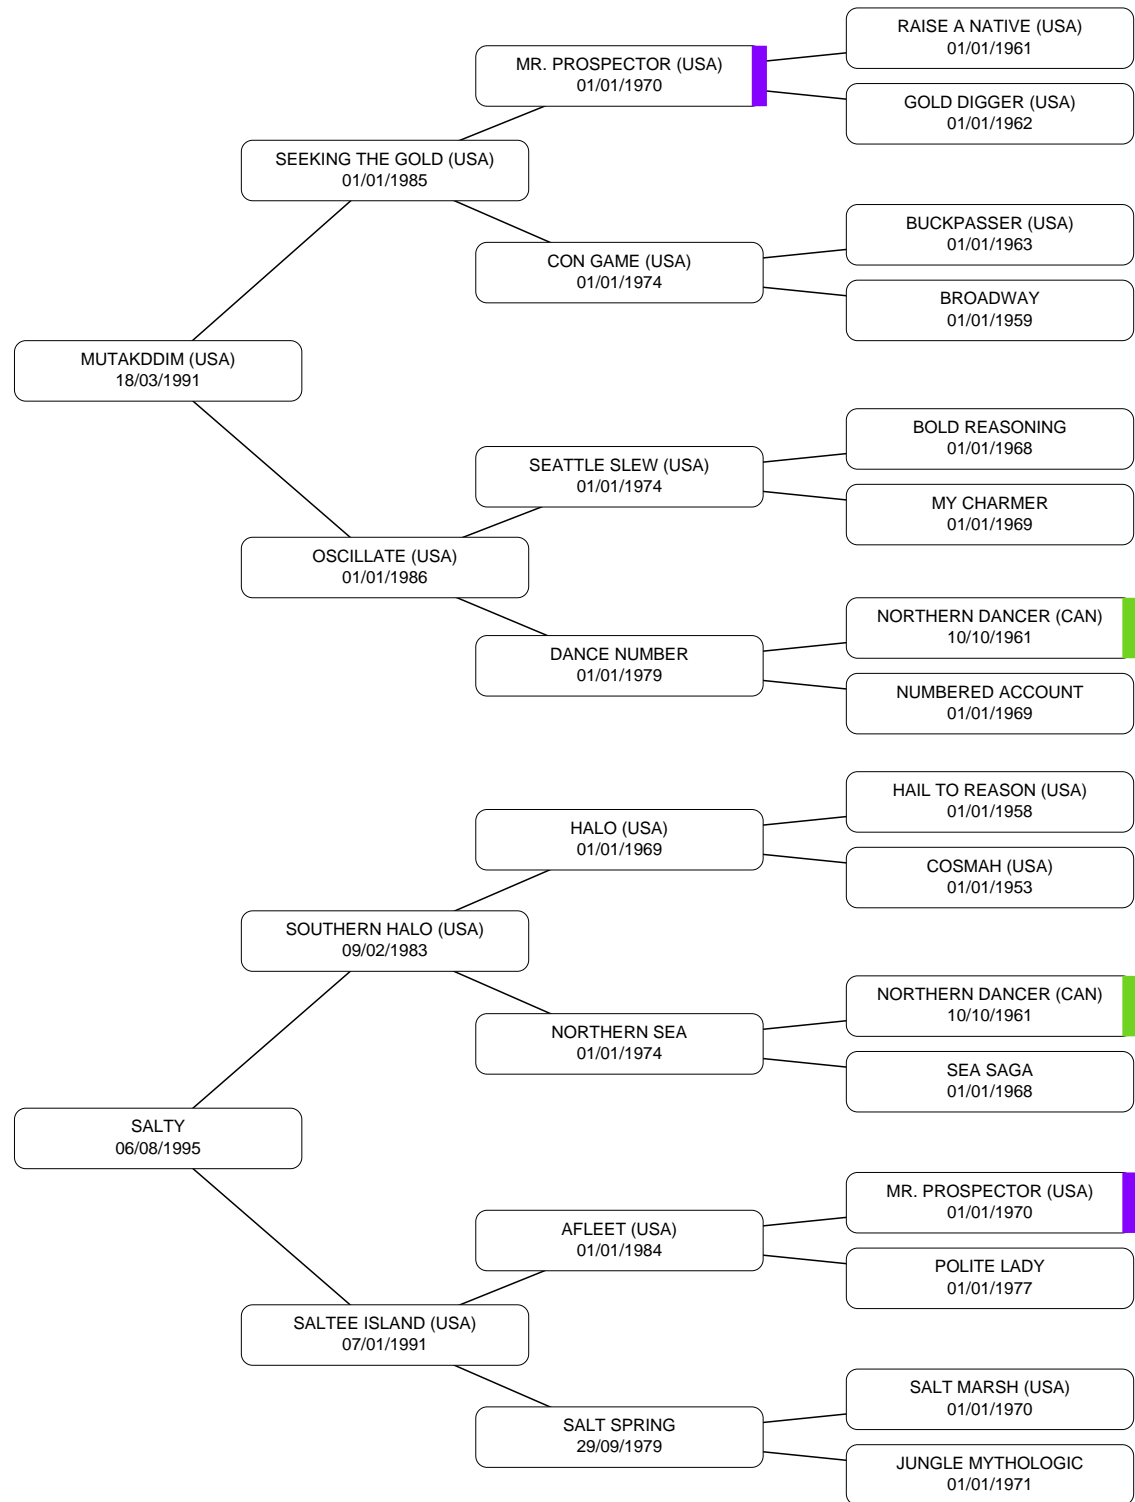 RAISE A NATIVE (USA)
01/01/1961
MR. PROSPECTOR (USA)
01/01/1970
GOLD DIGGER (USA)
01/01/1962
SEEKING THE GOLD (USA)
01/01/1985
BUCKPASSER (USA)
01/01/1963
CON GAME (USA)
01/01/1974
BROADWAY
01/01/1959
MUTAKDDIM (USA)
18/03/1991
BOLD REASONING
01/01/1968
SEATTLE SLEW (USA)
01/01/1974
MY CHARMER
01/01/1969
OSCILLATE (USA)
01/01/1986
NORTHERN DANCER (CAN)
10/10/1961
DANCE NUMBER
01/01/1979
NUMBERED ACCOUNT
01/01/1969
HAIL TO REASON (USA)
01/01/1958
HALO (USA)
01/01/1969
COSMAH (USA)
01/01/1953
SOUTHERN HALO (USA)
09/02/1983
NORTHERN DANCER (CAN)
10/10/1961
NORTHERN SEA
01/01/1974
SEA SAGA
01/01/1968
SALTY
06/08/1995
MR. PROSPECTOR (USA)
01/01/1970
AFLEET (USA)
01/01/1984
POLITE LADY
01/01/1977
SALTEE ISLAND (USA)
07/01/1991
SALT MARSH (USA)
01/01/1970
SALT SPRING
29/09/1979
JUNGLE MYTHOLOGIC
01/01/1971